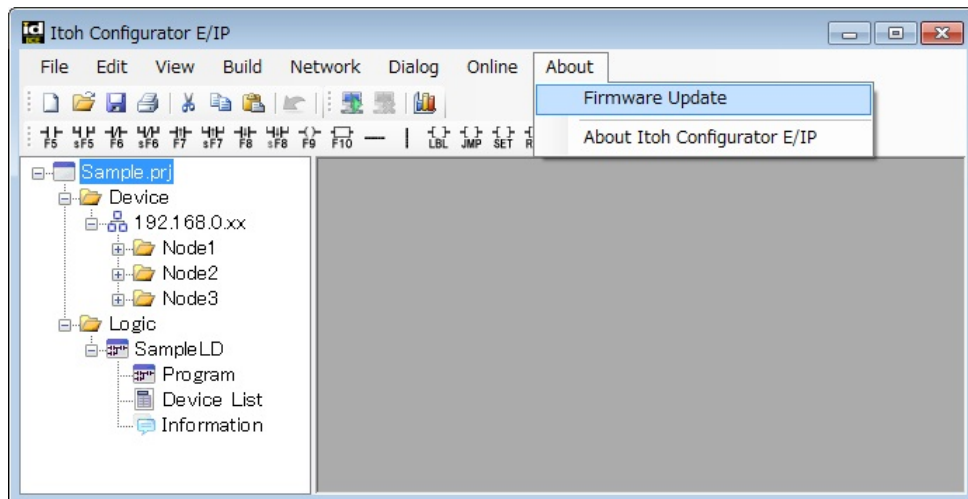 Itoh Configurator E/IP
File Edit View Build Network Dialog Online About
Firmware Update
About Itoh Configurator E/IP
F5 sF5 F6 sF6 F7 sF7 F8 sF8 F9 F10 LBL JMP SET R
Sample.prj
Device
192.168.0.xx
Node1
Node2
Node3
Logic
SampleLD
Program
Device List
Information